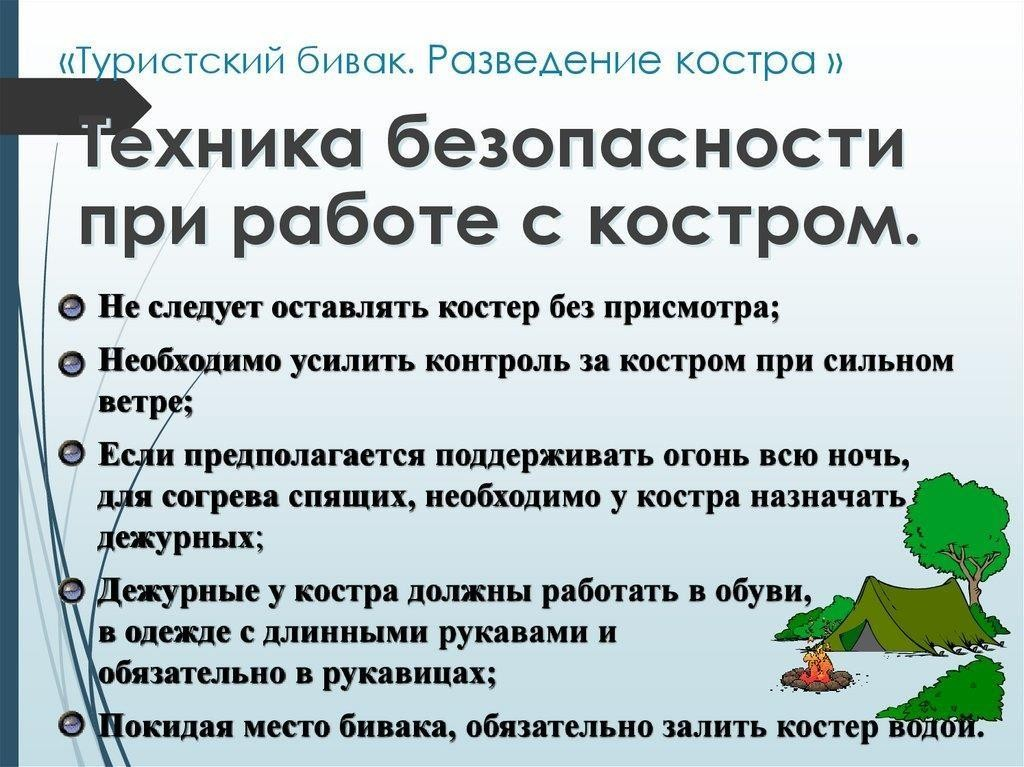 «Туристский бивак. Разведение костра »
Техника безопасности
при работе с костром.
Не следует оставлять костер без присмотра;
Необходимо усилить контроль за костром при сильном
ветре;
Если предполагается поддерживать огонь всю ночь,
для согрева спящих, необходимо у костра назначать
дежурных;
Дежурные у костра должны работать в обуви,
в одежде с длинными рукавами и
обязательно в рукавицах;
Покидая место бивака, обязательно залить костер водой.